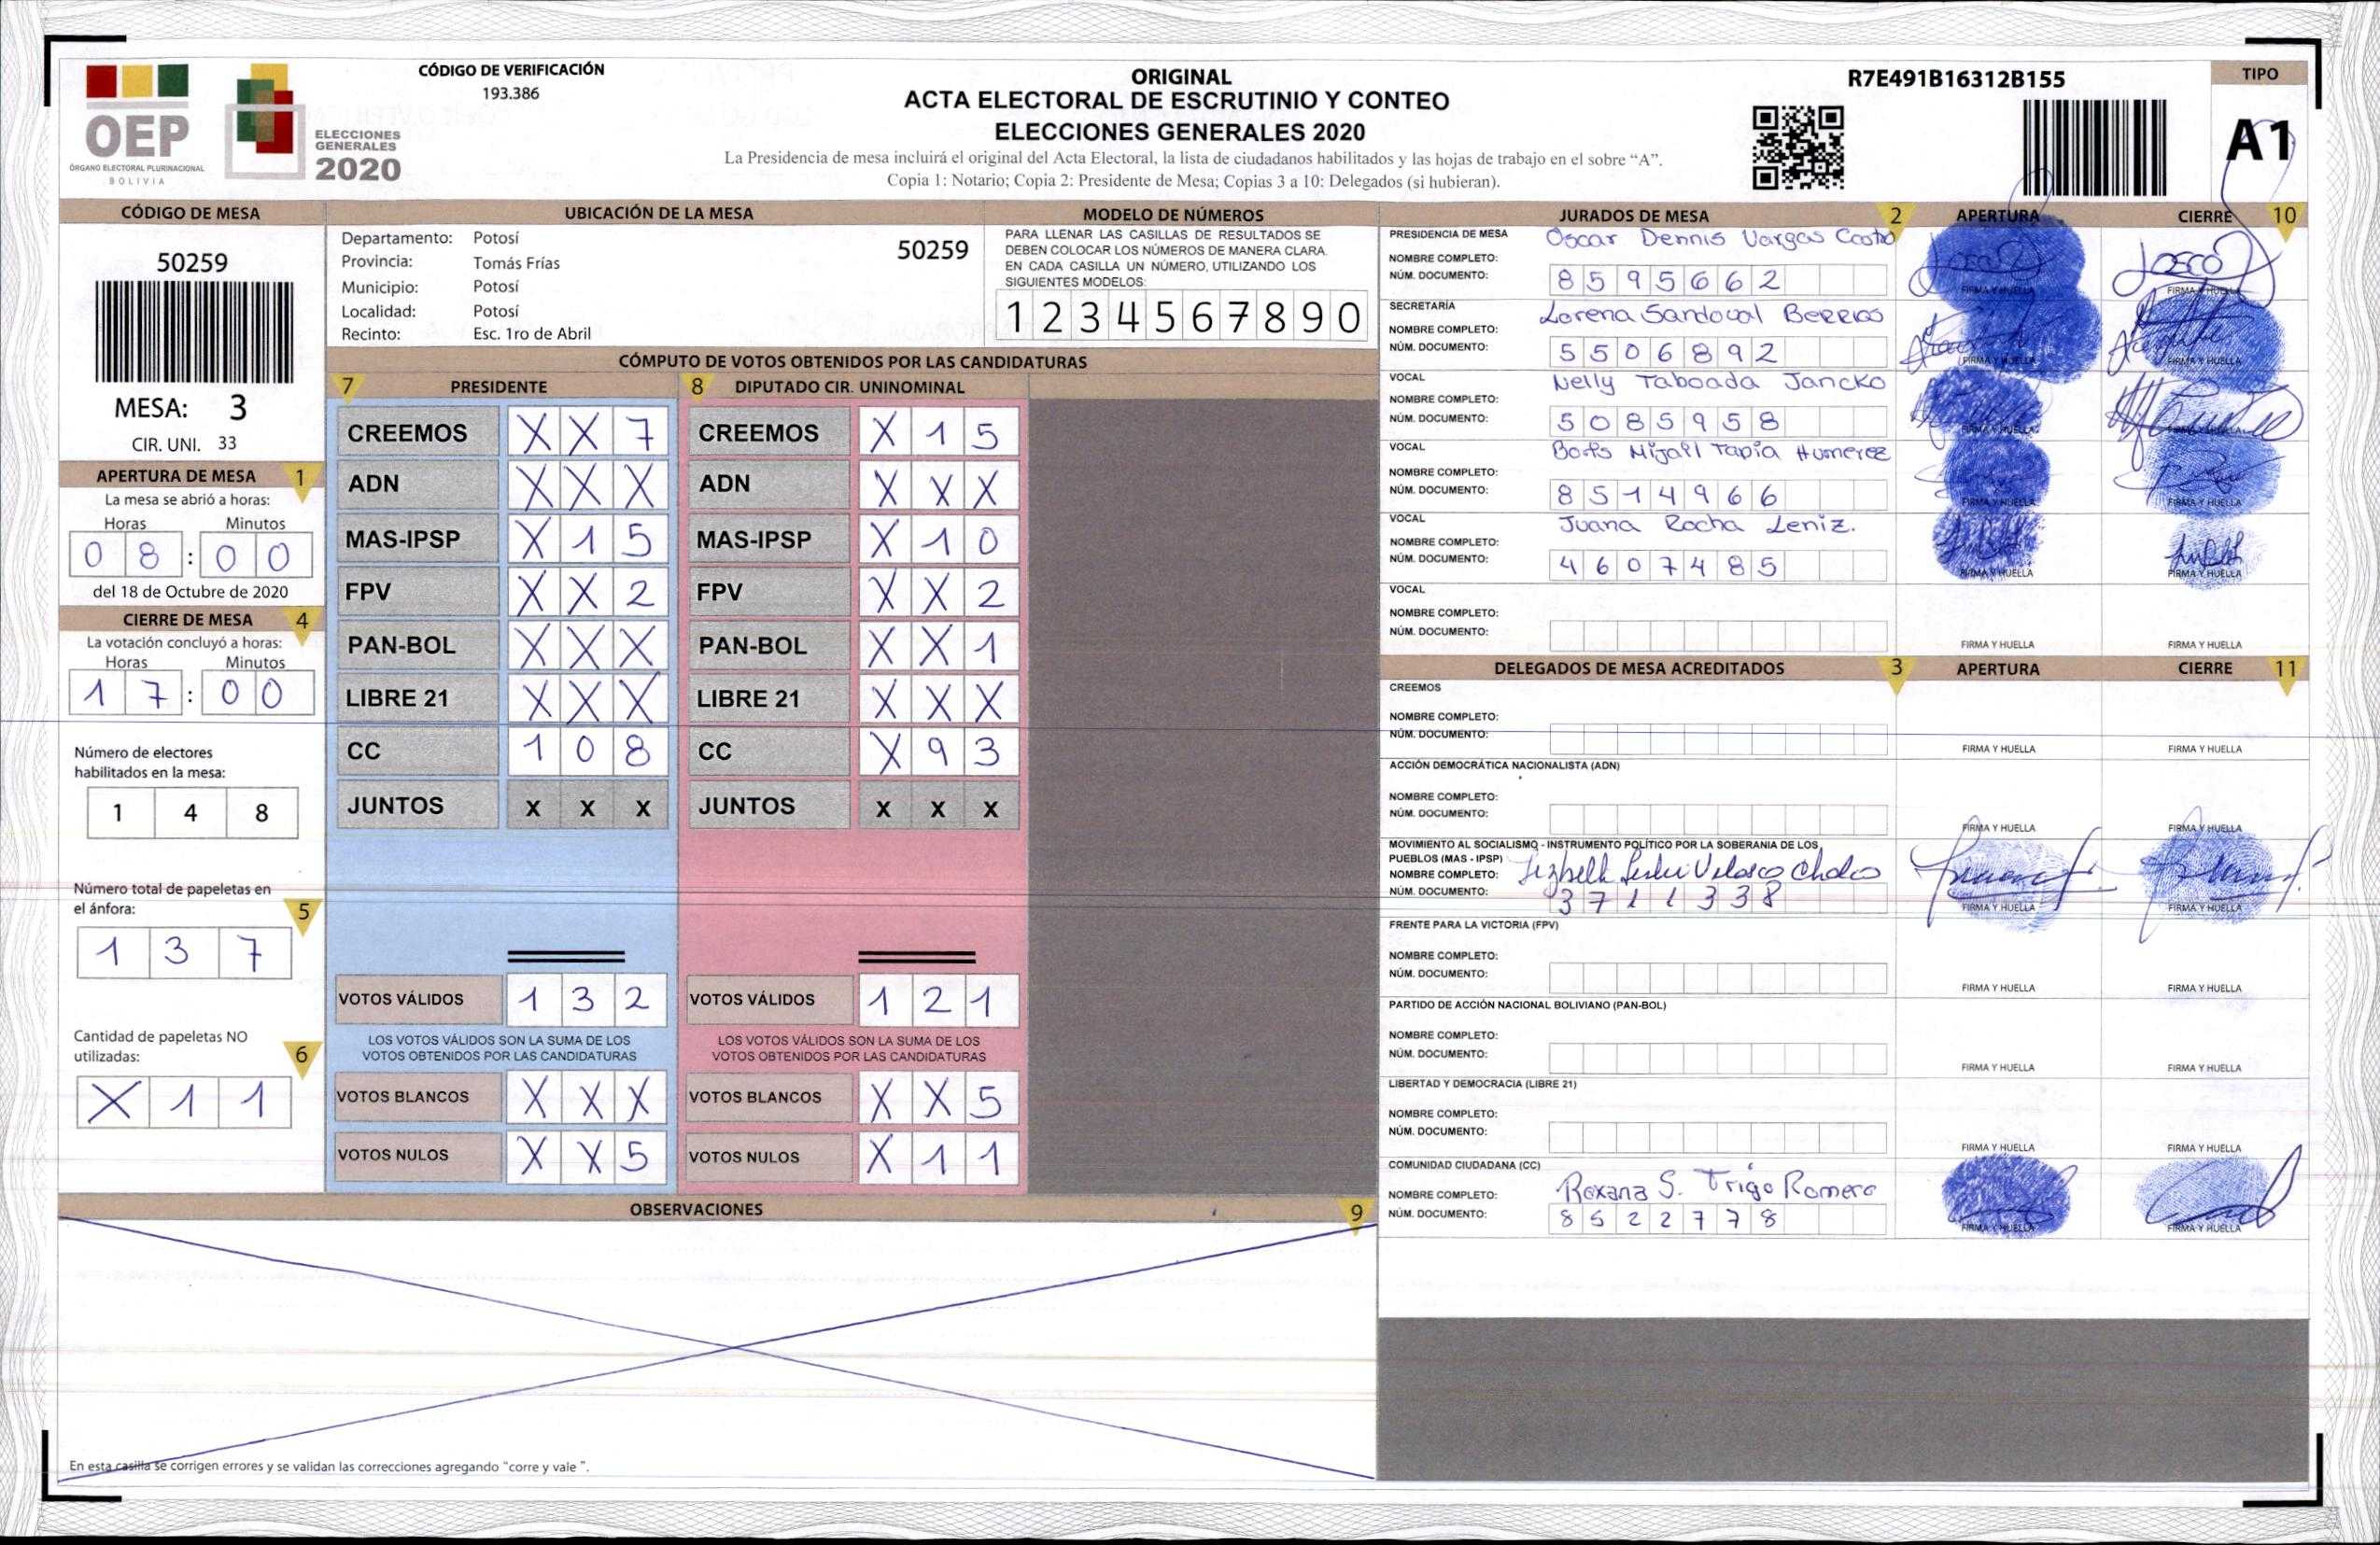 OEP
ÓRGANO ELECTORAL PLURINACIONAL
BOLIVIA
ELECCIONES
GENERALES
2020
CÓDIGO DE VERIFICACIÓN
193.386
ORIGINAL
ACTA ELECTORAL DE ESCRUTINIO Y CONTEO
ELECCIONES GENERALES 2020
La Presidencia de mesa incluirá el original del Acta Electoral, la lista de ciudadanos habilitados y las hojas de trabajo en el sobre “A”.
Copia 1: Notario; Copia 2: Presidente de Mesa; Copias 3 a 10: Delegados (si hubieran).
R7E491B16312B155
TIPO
A1
CÓDIGO DE MESA
50259
MESA: 3
CIR. UNI. 33
UBICACIÓN DE LA MESA
Departamento: Potosí
50259
Provincia: Tomás Frías
Municipio: Potosí
Localidad: Potosí
Recinto: Esc. 1ro de Abril
MODELO DE NÚMEROS
PARA LLENAR LAS CASILLAS DE RESULTADOS SE
DEBEN COLOCAR LOS NÚMEROS DE MANERA CLARA.
EN CADA CASILLA UN NÚMERO, UTILIZANDO LOS
SIGUIENTES MODELOS:
1 2 3 4 5 6 7 8 9 0
APERTURA DE MESA 1
La mesa se abrió a horas:
Horas Minutos
0 8 : 0 0
del 18 de Octubre de 2020
CIERRE DE MESA 4
La votación concluyó a horas:
Horas Minutos
1 7 : 0 0
Número de electores
habilitados en la mesa:
1 4 8
Número total de papeletas en
el ánfora: 5
1 3 7
Cantidad de papeletas NO
utilizadas: 6
X 1 1
CÓMPUTO DE VOTOS OBTENIDOS POR LAS CANDIDATURAS
7 PRESIDENTE
CREEMOS X X 7
ADN X X X
MAS-IPSP X 1 5
FPV X X 2
PAN-BOL X X X
LIBRE 21 X X X
CC 1 0 8
JUNTOS X X X
VOTOS VÁLIDOS 1 3 2
LOS VOTOS VÁLIDOS SON LA SUMA DE LOS
VOTOS OBTENIDOS POR LAS CANDIDATURAS
VOTOS BLANCOS X X X
VOTOS NULOS X X 5
8 DIPUTADO CIR. UNINOMINAL
CREEMOS X 1 5
ADN X X X
MAS-IPSP X 1 0
FPV X X 2
PAN-BOL X X 1
LIBRE 21 X X X
CC X 9 3
JUNTOS X X X
VOTOS VÁLIDOS 1 2 1
LOS VOTOS VÁLIDOS SON LA SUMA DE LOS
VOTOS OBTENIDOS POR LAS CANDIDATURAS
VOTOS BLANCOS X X 5
VOTOS NULOS X 1 1
OBSERVACIONES 9
En esta casilla se corrigen errores y se validan las correcciones agregando “corre y vale ”.
JURADOS DE MESA 2 APERTURA CIERRE 10
PRESIDENCIA DE MESA Oscar Dennis Vargas Castro
NOMBRE COMPLETO:
NÚM. DOCUMENTO: 8 5 9 5 6 6 2
FIRMA Y HUELLA FIRMA Y HUELLA
SECRETARÍA Lorena Sandoval Berrios
NOMBRE COMPLETO:
NÚM. DOCUMENTO: 5 5 0 6 8 9 2
FIRMA Y HUELLA FIRMA Y HUELLA
VOCAL Nelly Taboada Jancko
NOMBRE COMPLETO:
NÚM. DOCUMENTO: 5 0 8 5 9 5 8
FIRMA Y HUELLA FIRMA Y HUELLA
VOCAL Tapia Humerez
NOMBRE COMPLETO:
NÚM. DOCUMENTO: 8 5 1 4 9 6 6
FIRMA Y HUELLA FIRMA Y HUELLA
VOCAL Juana Rocha Leniz.
NOMBRE COMPLETO:
NÚM. DOCUMENTO: 4 6 0 7 4 8 5
FIRMA Y HUELLA FIRMA Y HUELLA
VOCAL
NOMBRE COMPLETO:
NÚM. DOCUMENTO:
FIRMA Y HUELLA FIRMA Y HUELLA
DELEGADOS DE MESA ACREDITADOS 3 APERTURA CIERRE 11
CREEMOS
NOMBRE COMPLETO:
NÚM. DOCUMENTO:
FIRMA Y HUELLA FIRMA Y HUELLA
ACCIÓN DEMOCRÁTICA NACIONALISTA (ADN)
NOMBRE COMPLETO:
NÚM. DOCUMENTO:
FIRMA Y HUELLA FIRMA Y HUELLA
MOVIMIENTO AL SOCIALISMO - INSTRUMENTO POLÍTICO POR LA SOBERANIA DE LOS
PUEBLOS (MAS - IPSP)
NOMBRE COMPLETO: Velasco
NÚM. DOCUMENTO: 3 7 1 1 3 3 8
FIRMA Y HUELLA FIRMA Y HUELLA
FRENTE PARA LA VICTORIA (FPV)
NOMBRE COMPLETO:
NÚM. DOCUMENTO:
FIRMA Y HUELLA FIRMA Y HUELLA
PARTIDO DE ACCIÓN NACIONAL BOLIVIANO (PAN-BOL)
NOMBRE COMPLETO:
NÚM. DOCUMENTO:
FIRMA Y HUELLA FIRMA Y HUELLA
LIBERTAD Y DEMOCRACIA (LIBRE 21)
NOMBRE COMPLETO:
NÚM. DOCUMENTO:
FIRMA Y HUELLA FIRMA Y HUELLA
COMUNIDAD CIUDADANA (CC)
NOMBRE COMPLETO: Roxana S. Trigo Romero
NÚM. DOCUMENTO: 8 5 2 2 7 7 8
FIRMA Y HUELLA FIRMA Y HUELLA